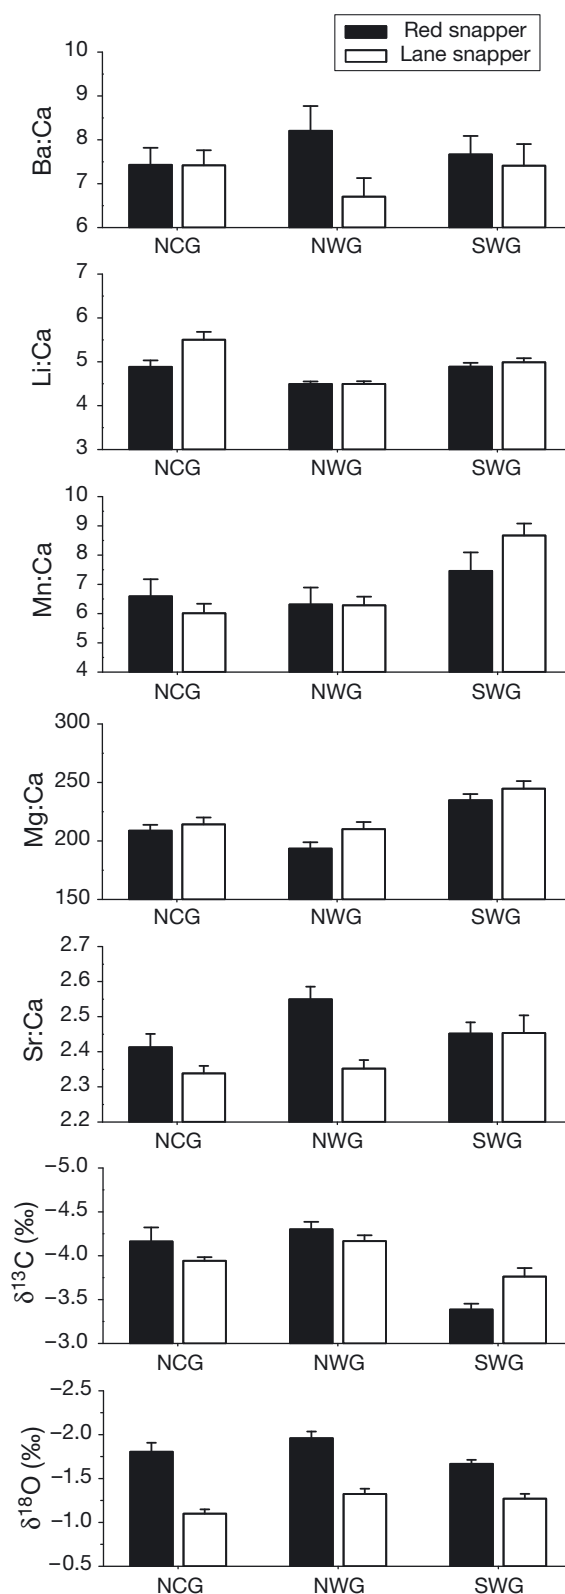 Red snapper
Lane snapper
10
9
8
7
6
Ba:Ca
NCG NWG SWG
7
6
5
4
3
Li:Ca
NCG NWG SWG
10
9
8
7
6
5
4
Mn:Ca
NCG NWG SWG
300
250
200
150
Mg:Ca
NCG NWG SWG
2.7
2.6
2.5
2.4
2.3
2.2
Sr:Ca
NCG NWG SWG
−5.0
−4.5
−4.0
−3.5
−3.0
δ¹³C (‰)
NCG NWG SWG
−2.5
−2.0
−1.5
−1.0
−0.5
δ¹⁸O (‰)
NCG NWG SWG